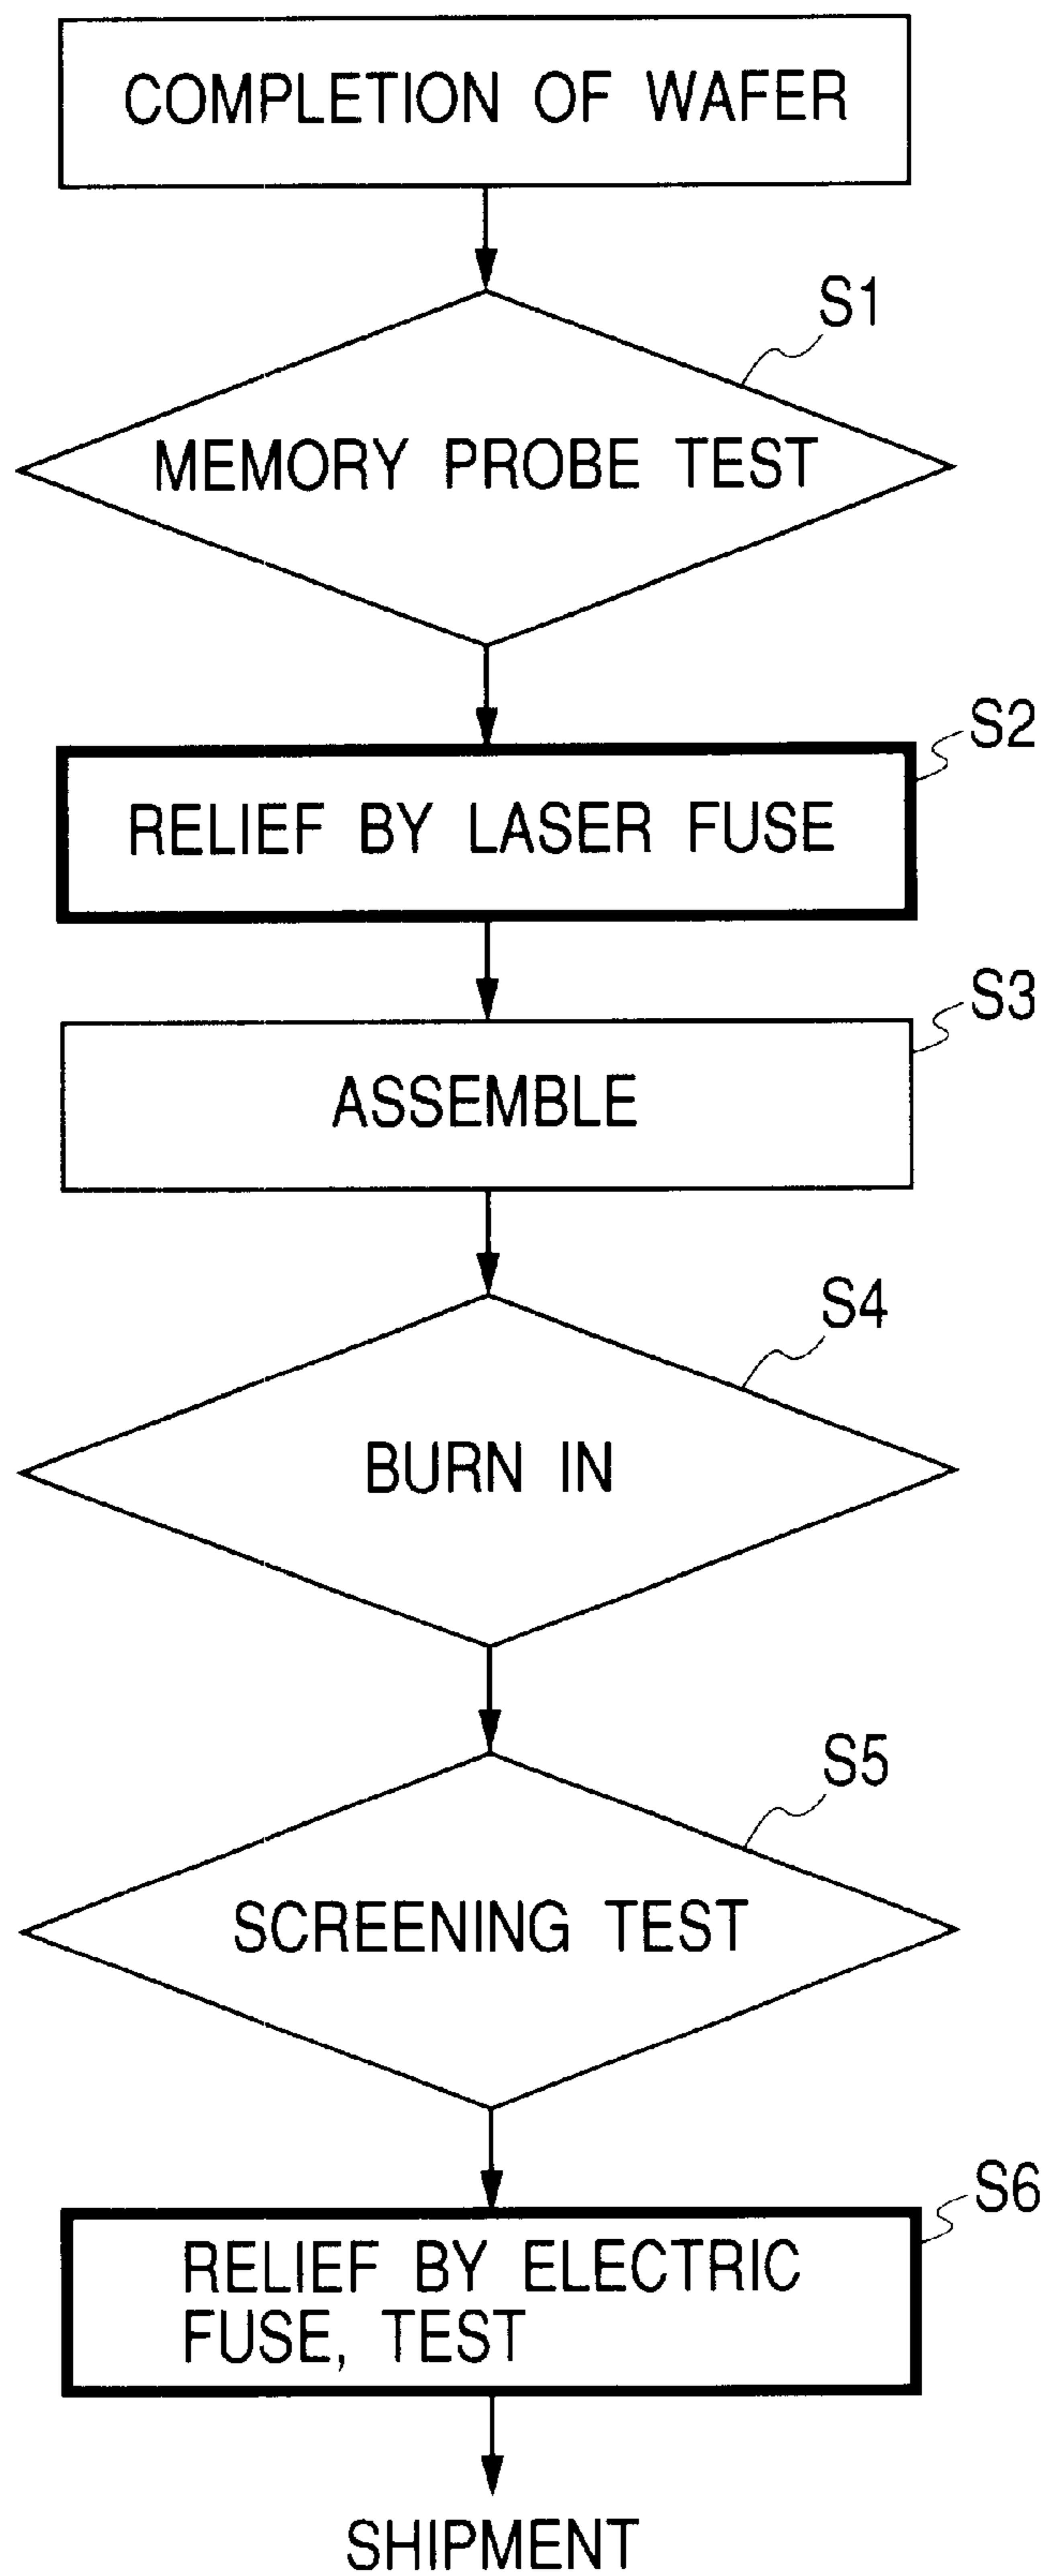 COMPLETION OF WAFER
S1
MEMORY PROBE TEST
S2
RELIEF BY LASER FUSE
S3
ASSEMBLE
S4
BURN IN
S5
SCREENING TEST
S6
RELIEF BY ELECTRIC
FUSE, TEST
SHIPMENT